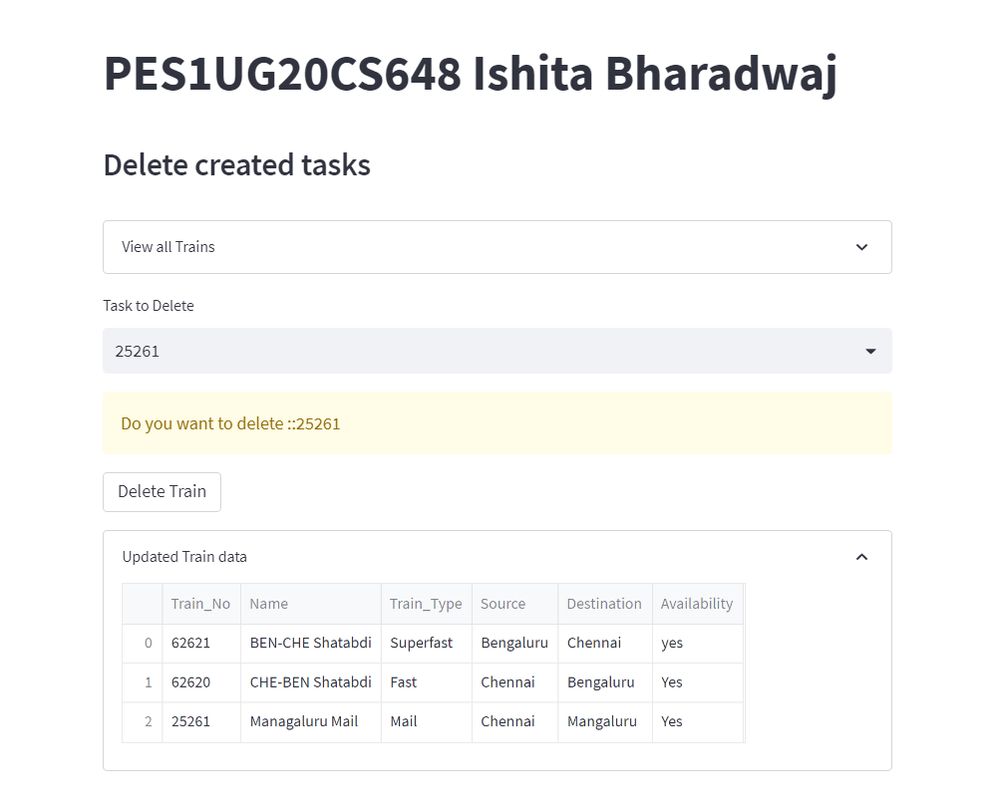 PES1UG20CS648 Ishita Bharadwaj
Delete created tasks
View all Trains
Task to Delete
25261
Do you want to delete ::25261
Delete Train
Updated Train data
Train_No Name Train_Type Source Destination Availability
0 62621 BEN-CHE Shatabdi Superfast Bengaluru Chennai yes
1 62620 CHE-BEN Shatabdi Fast Chennai Bengaluru Yes
2 25261 Managaluru Mail Mail Chennai Mangaluru Yes